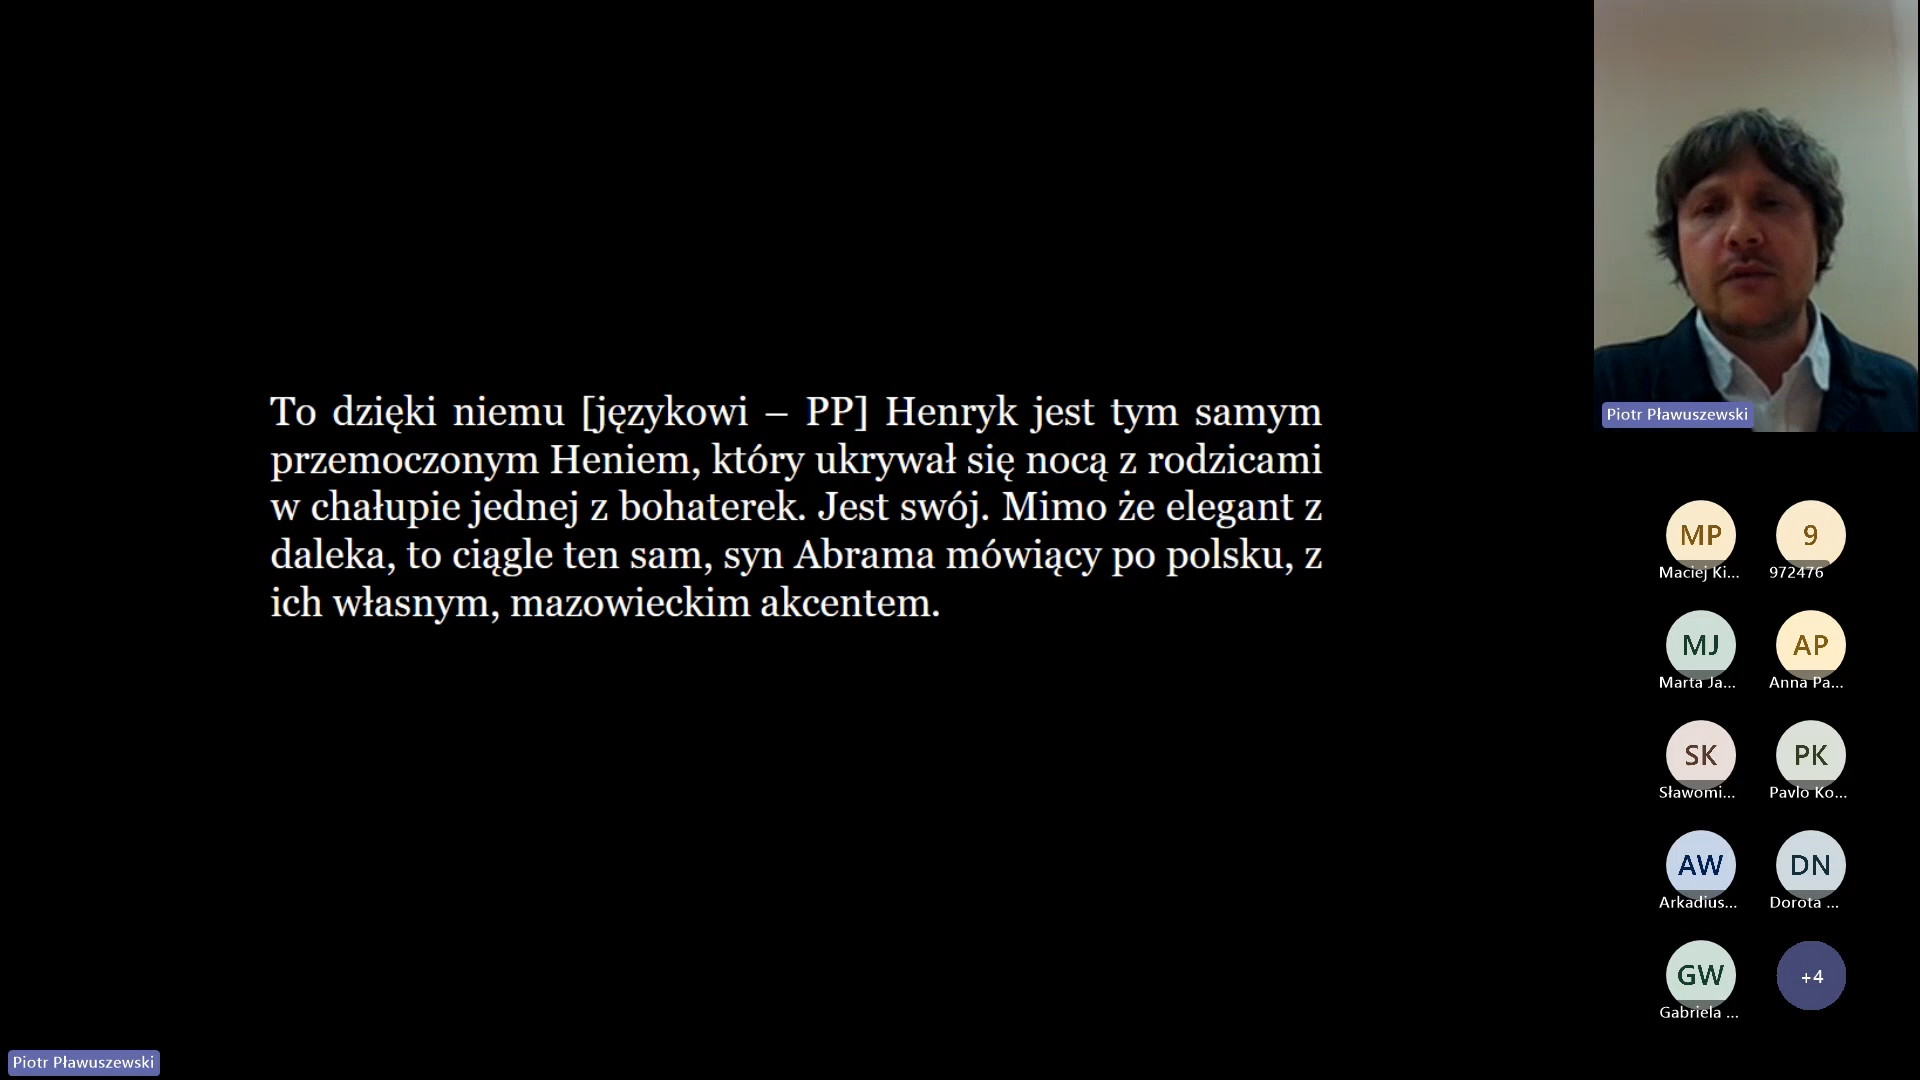 To dzięki niemu [językowi – PP] Henryk jest tym samym
przemoczonym Heniem, który ukrywał się nocą z rodzicami
w chałupie jednej z bohaterek. Jest swój. Mimo że elegant z
daleka, to ciągle ten sam, syn Abrama mówiący po polsku, z
ich własnym, mazowieckim akcentem.
Piotr Pławuszewski
MP
9
Maciej Ki...
972476
MJ
AP
Marta Ja...
Anna Pa...
SK
PK
Sławomi...
Pavlo Ko...
AW
DN
Arkadius...
Dorota ...
GW
+4
Gabriela ...
Piotr Pławuszewski